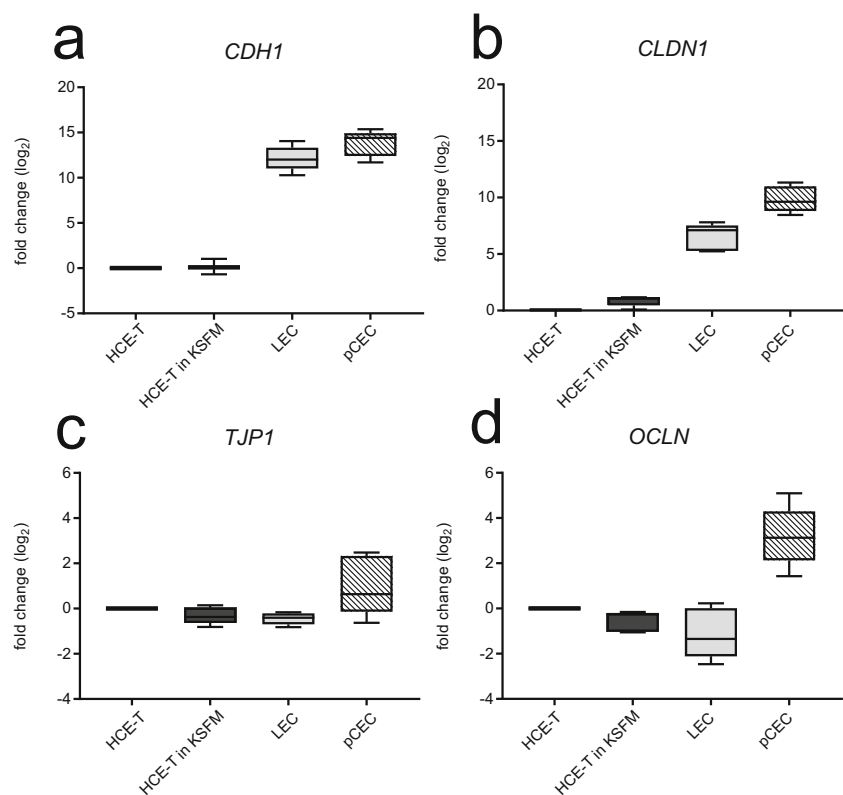 a
CDH1
fold change (log2)
20
15
10
5
0
-5
HCE-T
HCE-T in KSFM
LEC
pCEC
b
CLDN1
fold change (log2)
20
15
10
5
0
HCE-T
HCE-T in KSFM
LEC
pCEC
c
TJP1
fold change (log2)
6
4
2
0
-2
-4
HCE-T
HCE-T in KSFM
LEC
pCEC
d
OCLN
fold change (log2)
6
4
2
0
-2
-4
HCE-T
HCE-T in KSFM
LEC
pCEC